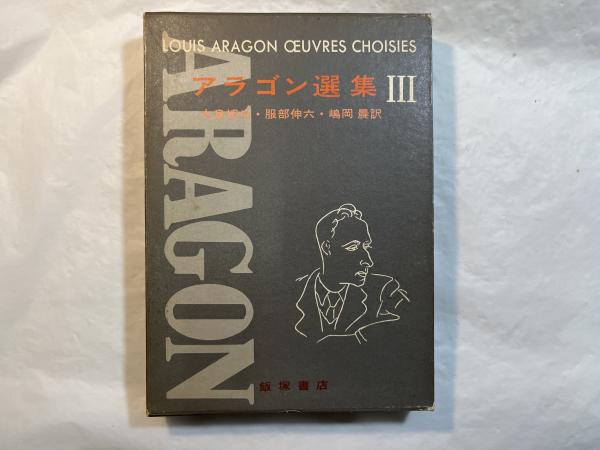 LOUIS ARAGON ŒUVRES CHOISIES
アラゴン選集 III
・服部伸六・嶋岡 晨訳
ARAGON
飯塚書店